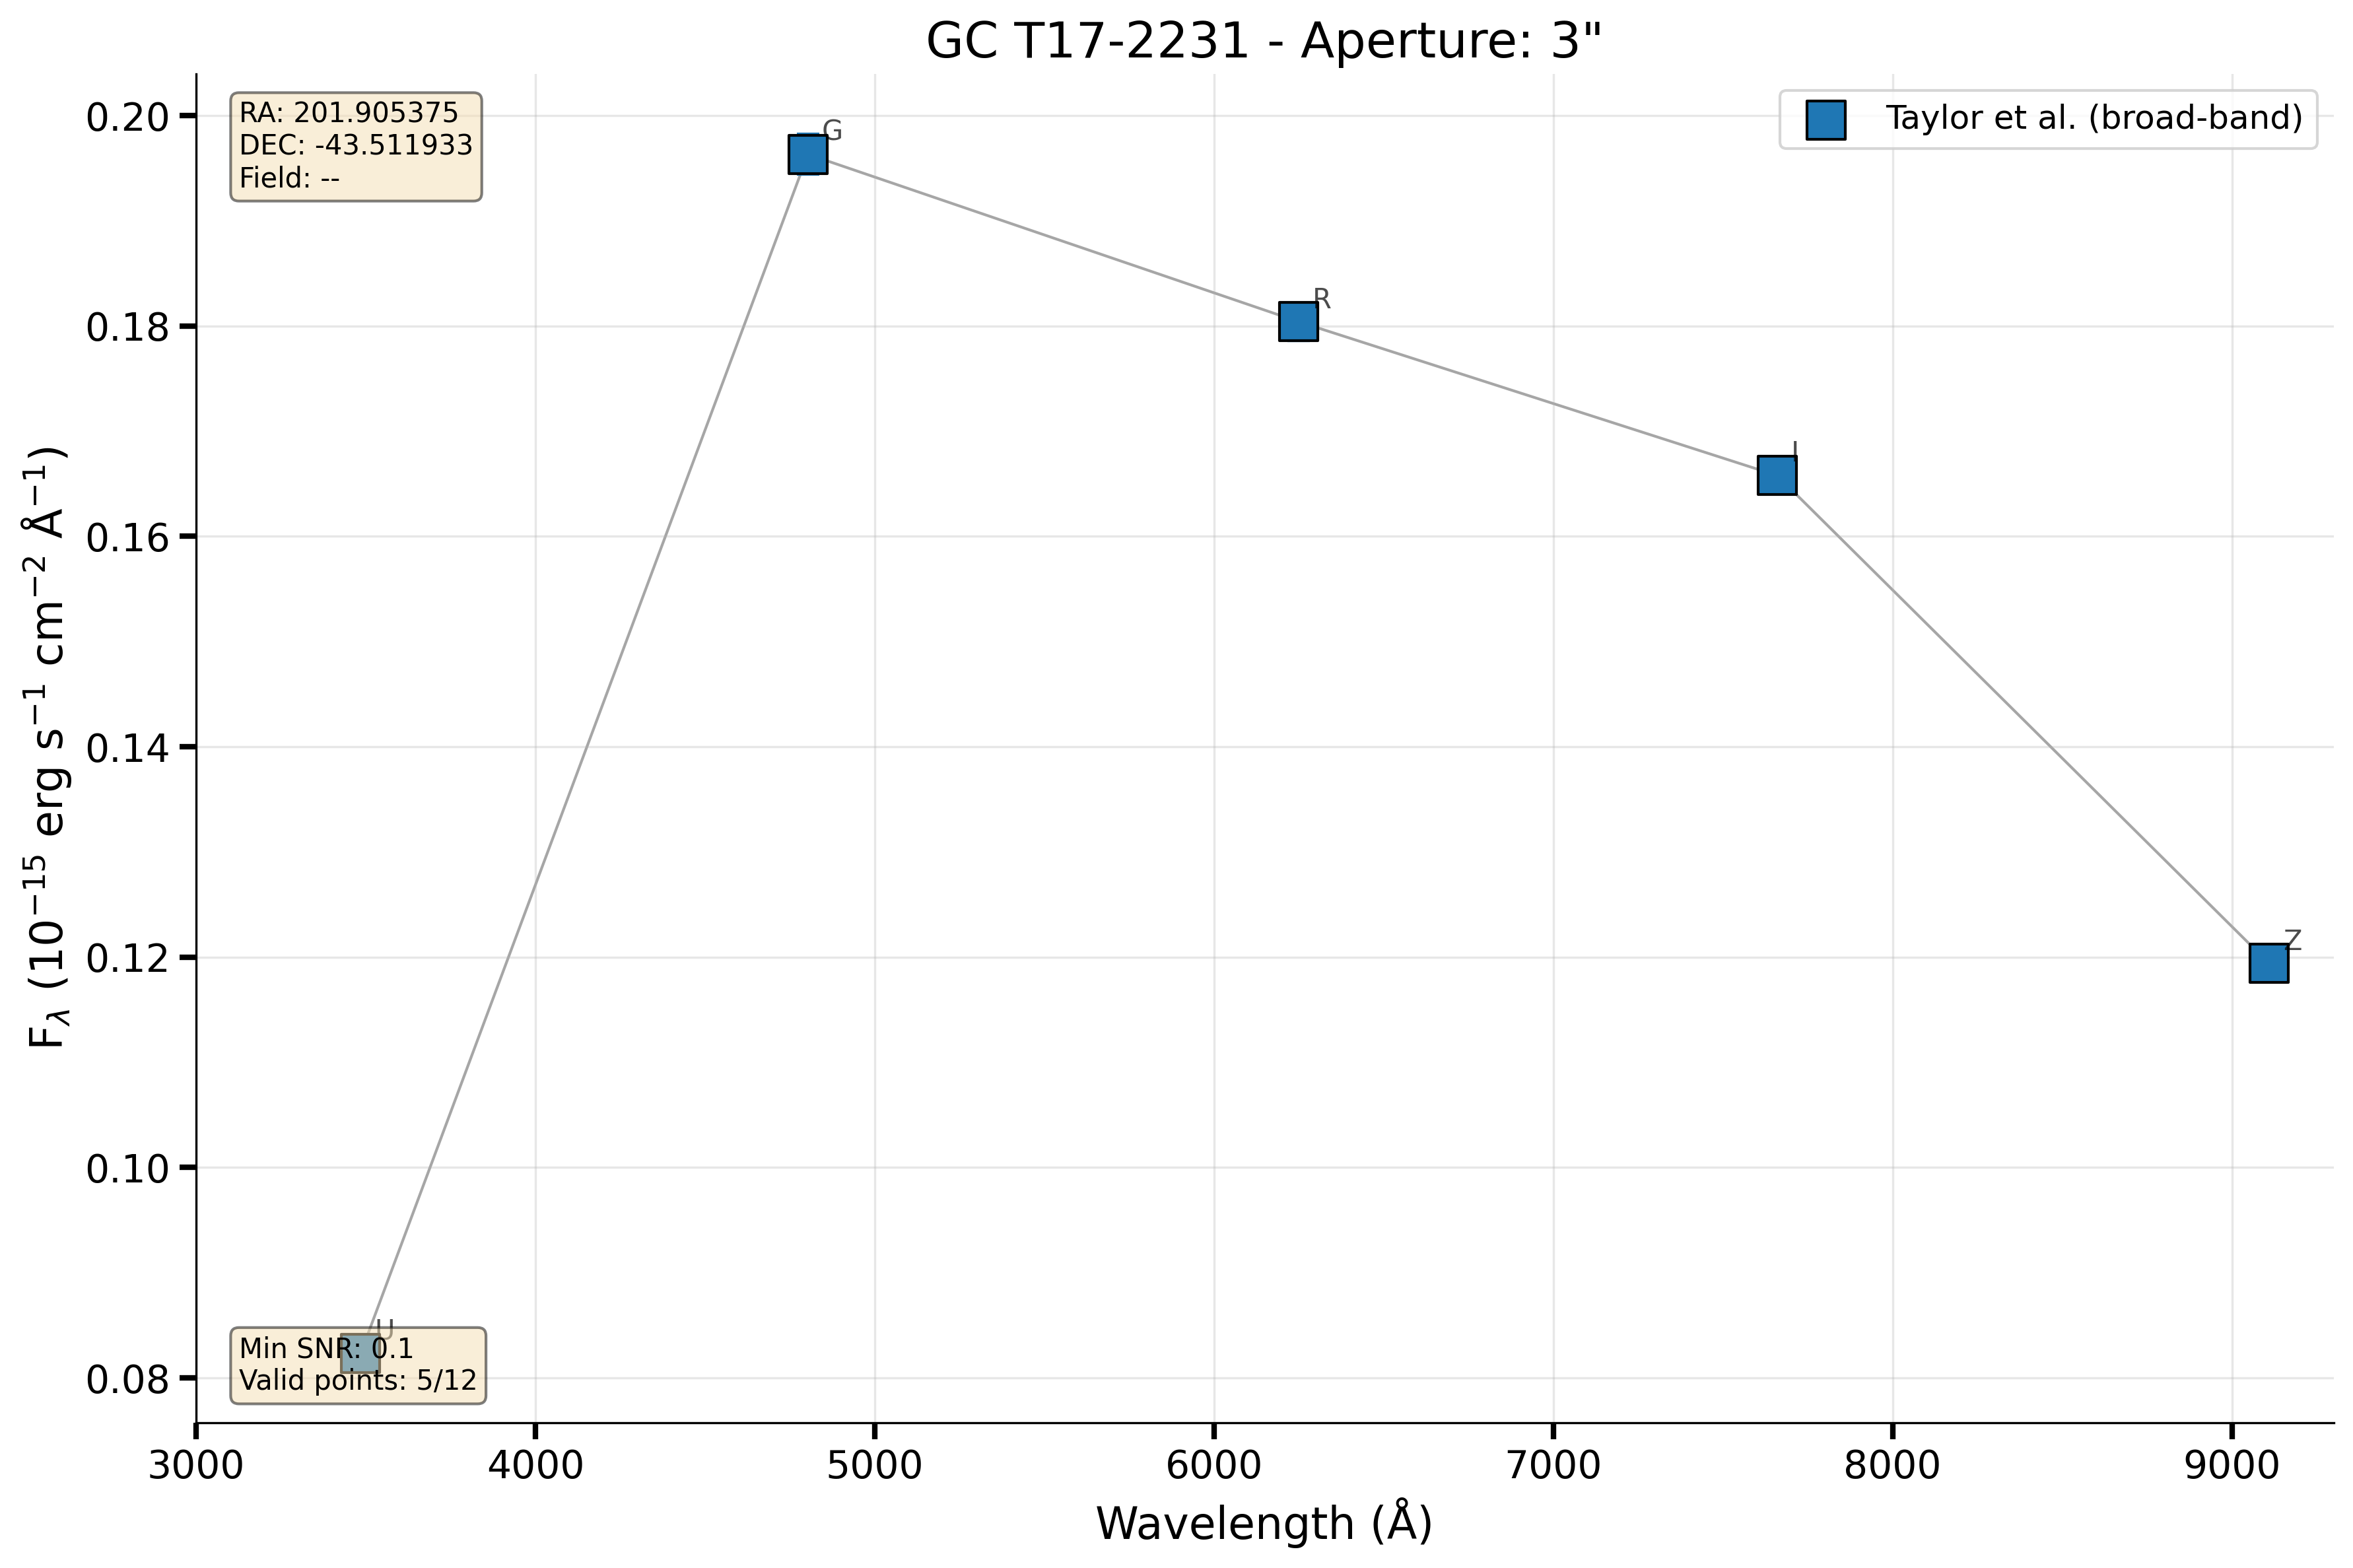 GC T17-2231 - Aperture: 3"
RA: 201.905375
DEC: -43.511933
Field: --
Taylor et al. (broad-band)
G
R
I
Z
U
Min SNR: 0.1
Valid points: 5/12
0.20
0.18
0.16
0.14
0.12
0.10
0.08
F_λ (10⁻¹⁵ erg s⁻¹ cm⁻² Å⁻¹)
3000 4000 5000 6000 7000 8000 9000
Wavelength (Å)